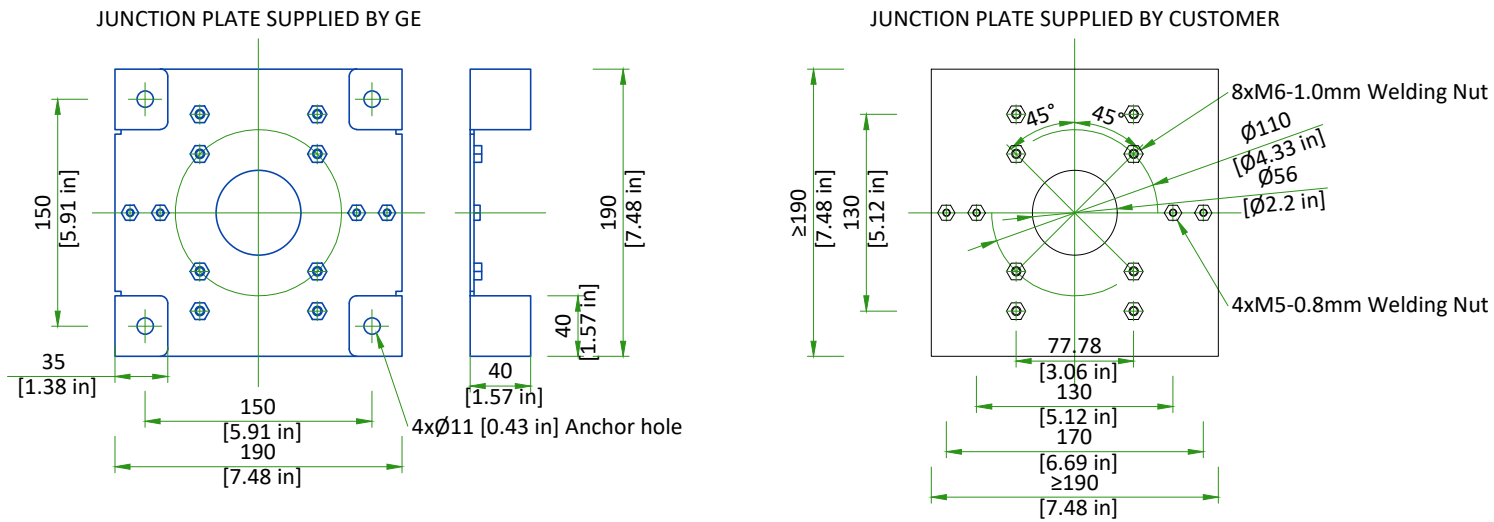 JUNCTION PLATE SUPPLIED BY GE
150
[5.91 in]
35
[1.38 in]
150
[5.91 in]
190
[7.48 in]
4xØ11 [0.43 in] Anchor hole
190
[7.48 in]
40
[1.57 in]
40
[1.57 in]
JUNCTION PLATE SUPPLIED BY CUSTOMER
≥190
[7.48 in]
130
[5.12 in]
45°
45°
8xM6-1.0mm Welding Nut
Ø110
[Ø4.33 in]
Ø56
[Ø2.2 in]
4xM5-0.8mm Welding Nut
77.78
[3.06 in]
130
[5.12 in]
170
[6.69 in]
≥190
[7.48 in]